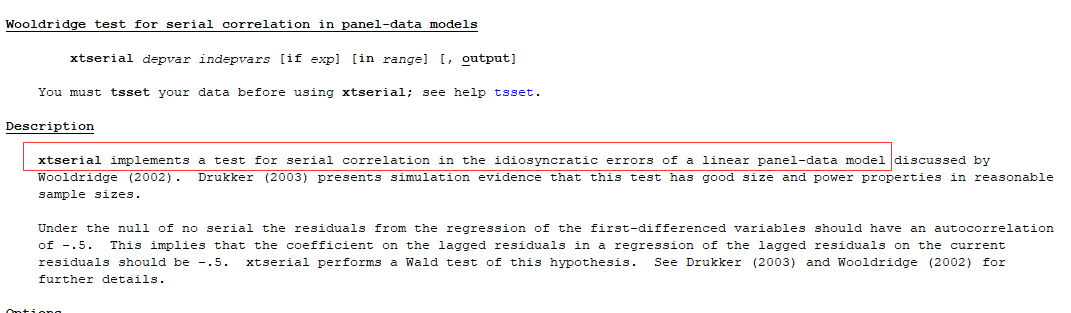 Wooldridge test for serial correlation in panel-data models
xtserial depvar indepvars [if exp] [in range] [, output]
You must tsset your data before using xtserial; see help tsset.
Description
xtserial implements a test for serial correlation in the idiosyncratic errors of a linear panel-data model discussed by
Wooldridge (2002). Drukker (2003) presents simulation evidence that this test has good size and power properties in reasonable
sample sizes.
Under the null of no serial the residuals from the regression of the first-differenced variables should have an autocorrelation
of -.5. This implies that the coefficient on the lagged residuals in a regression of the lagged residuals on the current
residuals should be -.5. xtserial performs a Wald test of this hypothesis. See Drukker (2003) and Wooldridge (2002) for
further details.
Options